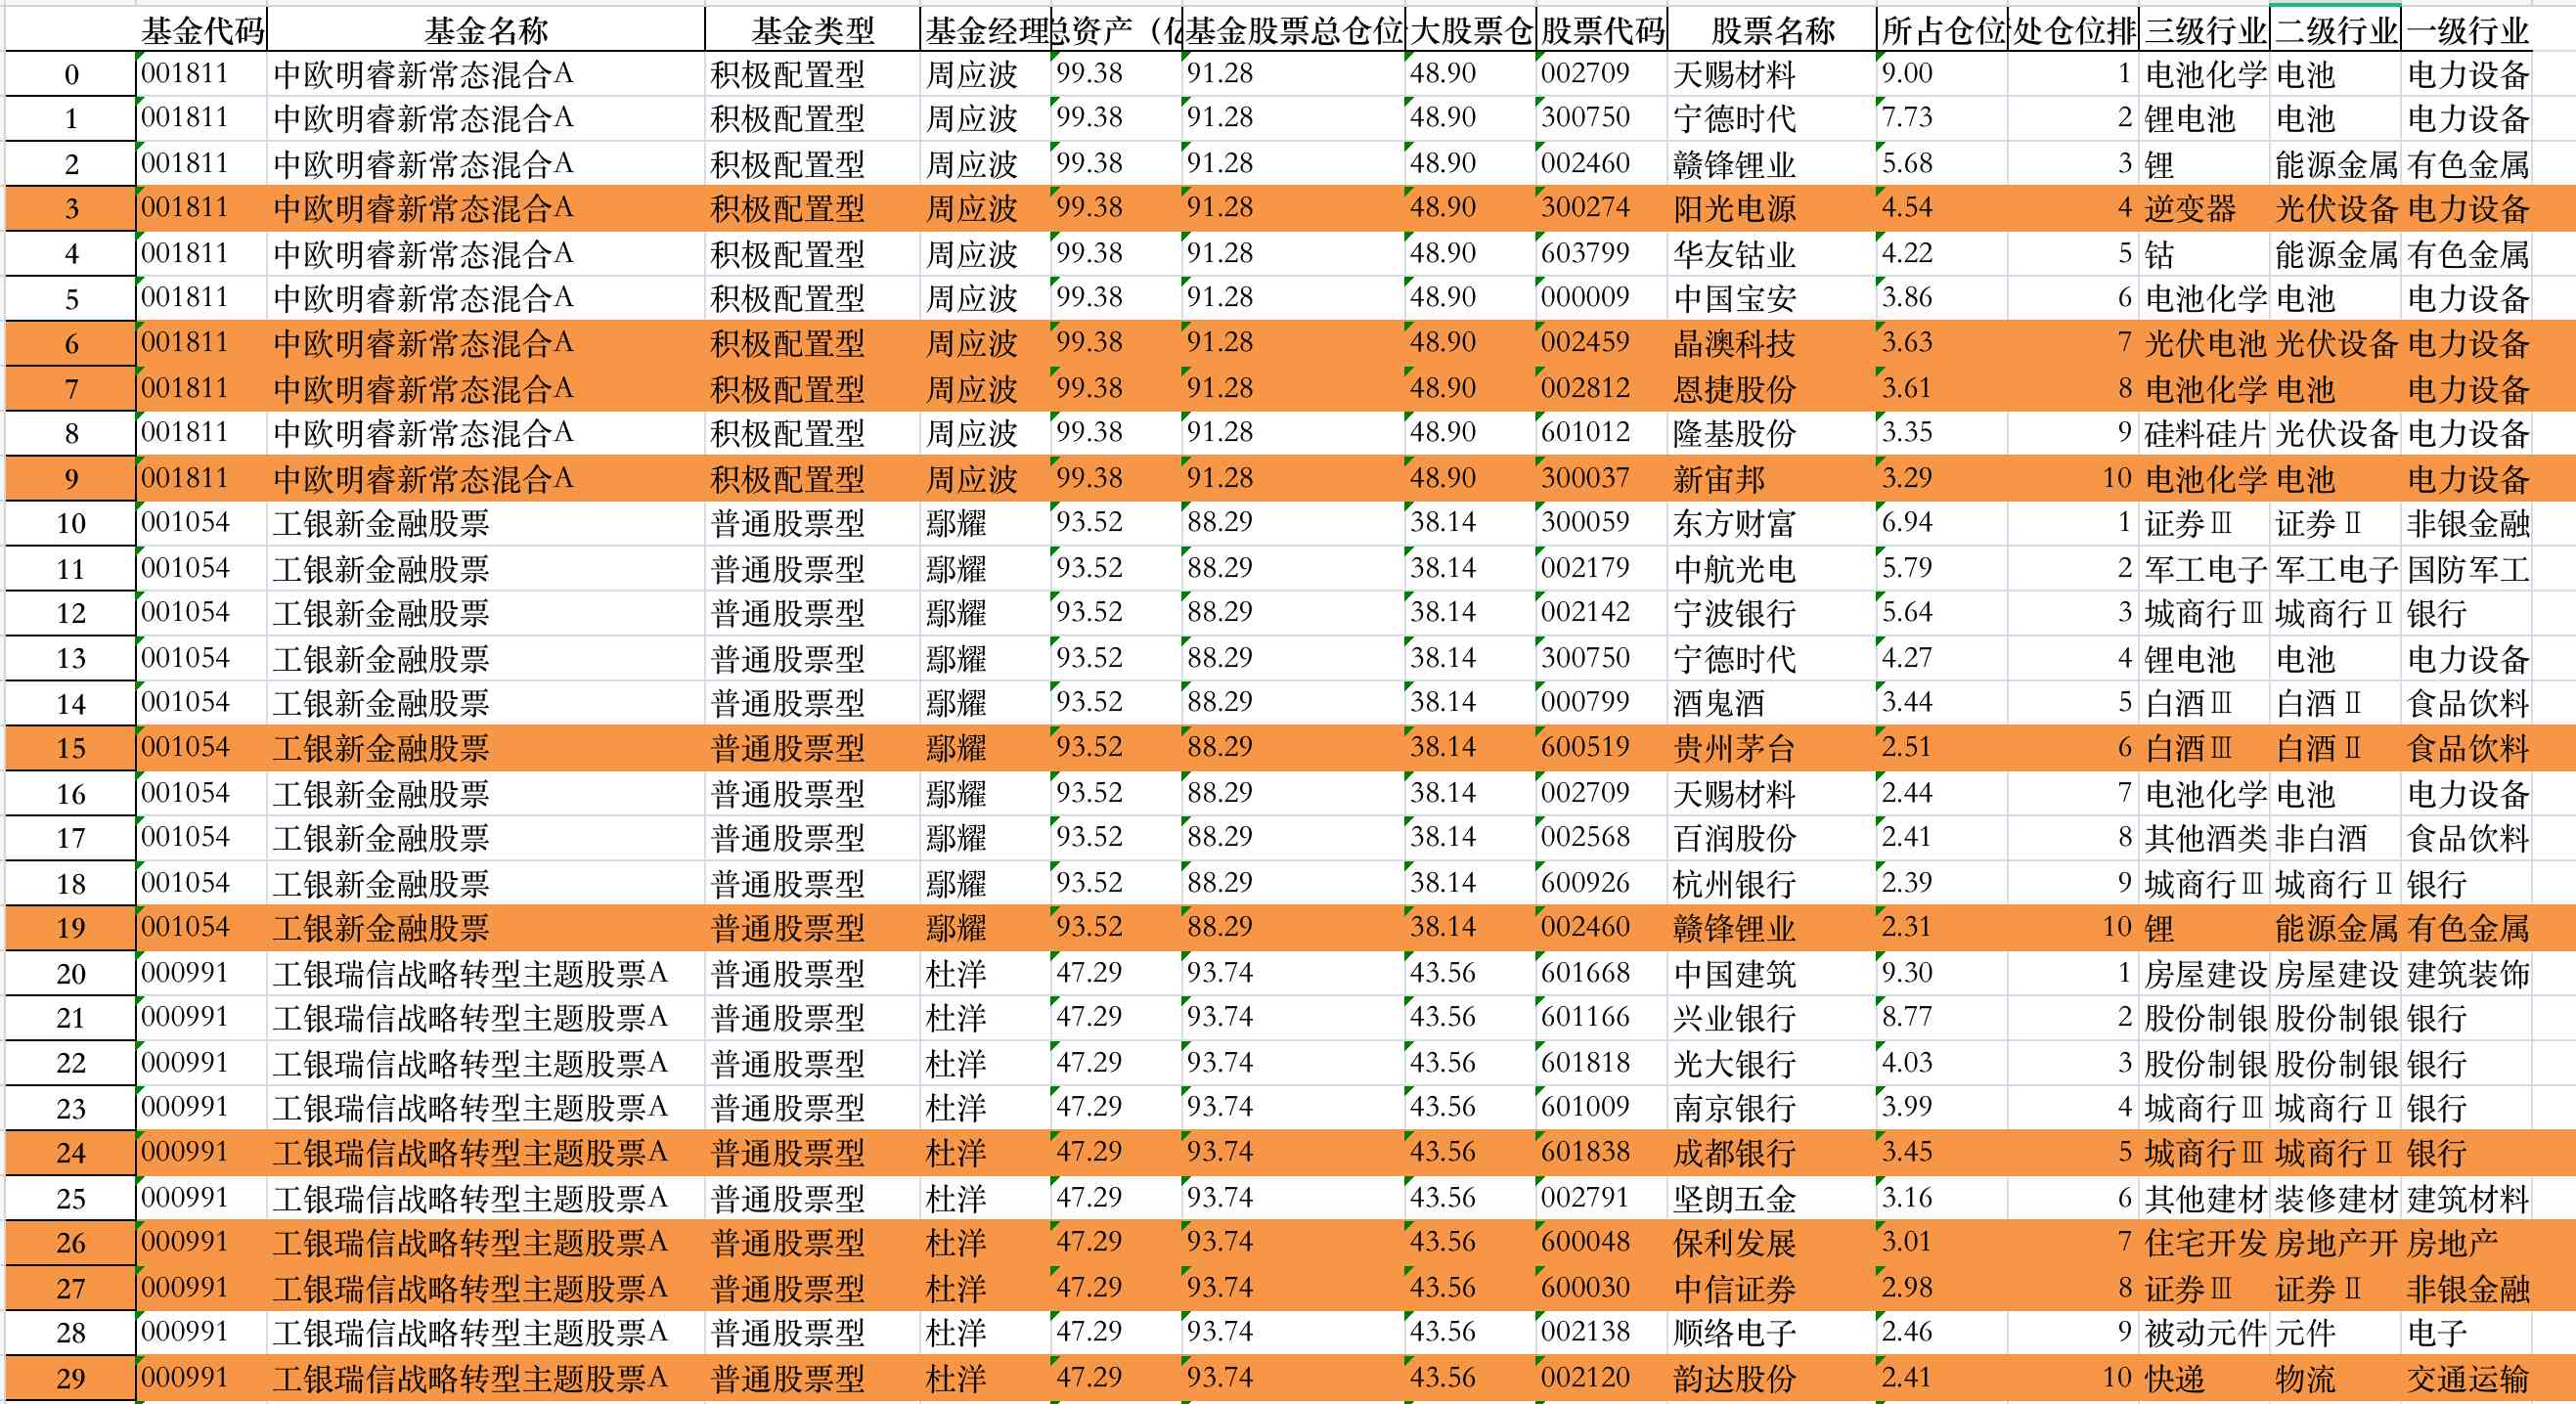 基金代码 基金名称 基金类型 基金经理 总资产（亿 基金股票总仓位 大股票仓 股票代码 股票名称 所占仓位 处仓位排 三级行业 二级行业 一级行业
0 001811 中欧明睿新常态混合A 积极配置型 周应波 99.38 91.28 48.90 002709 天赐材料 9.00 1 电池化学 电池 电力设备
1 001811 中欧明睿新常态混合A 积极配置型 周应波 99.38 91.28 48.90 300750 宁德时代 7.73 2 锂电池 电池 电力设备
2 001811 中欧明睿新常态混合A 积极配置型 周应波 99.38 91.28 48.90 002460 赣锋锂业 5.68 3 锂 能源金属 有色金属
3 001811 中欧明睿新常态混合A 积极配置型 周应波 99.38 91.28 48.90 300274 阳光电源 4.54 4 逆变器 光伏设备 电力设备
4 001811 中欧明睿新常态混合A 积极配置型 周应波 99.38 91.28 48.90 603799 华友钴业 4.22 5 钴 能源金属 有色金属
5 001811 中欧明睿新常态混合A 积极配置型 周应波 99.38 91.28 48.90 000009 中国宝安 3.86 6 电池化学 电池 电力设备
6 001811 中欧明睿新常态混合A 积极配置型 周应波 99.38 91.28 48.90 002459 晶澳科技 3.63 7 光伏电池 光伏设备 电力设备
7 001811 中欧明睿新常态混合A 积极配置型 周应波 99.38 91.28 48.90 002812 恩捷股份 3.61 8 电池化学 电池 电力设备
8 001811 中欧明睿新常态混合A 积极配置型 周应波 99.38 91.28 48.90 601012 隆基股份 3.35 9 硅料硅片 光伏设备 电力设备
9 001811 中欧明睿新常态混合A 积极配置型 周应波 99.38 91.28 48.90 300037 新宙邦 3.29 10 电池化学 电池 电力设备
10 001054 工银新金融股票 普通股票型 鄢耀 93.52 88.29 38.14 300059 东方财富 6.94 1 证券Ⅲ 证券Ⅱ 非银金融
11 001054 工银新金融股票 普通股票型 鄢耀 93.52 88.29 38.14 002179 中航光电 5.79 2 军工电子 军工电子 国防军工
12 001054 工银新金融股票 普通股票型 鄢耀 93.52 88.29 38.14 002142 宁波银行 5.64 3 城商行Ⅲ 城商行Ⅱ 银行
13 001054 工银新金融股票 普通股票型 鄢耀 93.52 88.29 38.14 300750 宁德时代 4.27 4 锂电池 电池 电力设备
14 001054 工银新金融股票 普通股票型 鄢耀 93.52 88.29 38.14 000799 酒鬼酒 3.44 5 白酒Ⅲ 白酒Ⅱ 食品饮料
15 001054 工银新金融股票 普通股票型 鄢耀 93.52 88.29 38.14 600519 贵州茅台 2.51 6 白酒Ⅲ 白酒Ⅱ 食品饮料
16 001054 工银新金融股票 普通股票型 鄢耀 93.52 88.29 38.14 002709 天赐材料 2.44 7 电池化学 电池 电力设备
17 001054 工银新金融股票 普通股票型 鄢耀 93.52 88.29 38.14 002568 百润股份 2.41 8 其他酒类 非白酒 食品饮料
18 001054 工银新金融股票 普通股票型 鄢耀 93.52 88.29 38.14 600926 杭州银行 2.39 9 城商行Ⅲ 城商行Ⅱ 银行
19 001054 工银新金融股票 普通股票型 鄢耀 93.52 88.29 38.14 002460 赣锋锂业 2.31 10 锂 能源金属 有色金属
20 000991 工银瑞信战略转型主题股票A 普通股票型 杜洋 47.29 93.74 43.56 601668 中国建筑 9.30 1 房屋建设 房屋建设 建筑装饰
21 000991 工银瑞信战略转型主题股票A 普通股票型 杜洋 47.29 93.74 43.56 601166 兴业银行 8.77 2 股份制银 股份制银 银行
22 000991 工银瑞信战略转型主题股票A 普通股票型 杜洋 47.29 93.74 43.56 601818 光大银行 4.03 3 股份制银 股份制银 银行
23 000991 工银瑞信战略转型主题股票A 普通股票型 杜洋 47.29 93.74 43.56 601009 南京银行 3.99 4 城商行Ⅲ 城商行Ⅱ 银行
24 000991 工银瑞信战略转型主题股票A 普通股票型 杜洋 47.29 93.74 43.56 601838 成都银行 3.45 5 城商行Ⅲ 城商行Ⅱ 银行
25 000991 工银瑞信战略转型主题股票A 普通股票型 杜洋 47.29 93.74 43.56 002791 坚朗五金 3.16 6 其他建材 装修建材 建筑材料
26 000991 工银瑞信战略转型主题股票A 普通股票型 杜洋 47.29 93.74 43.56 600048 保利发展 3.01 7 住宅开发 房地产开 房地产
27 000991 工银瑞信战略转型主题股票A 普通股票型 杜洋 47.29 93.74 43.56 600030 中信证券 2.98 8 证券Ⅲ 证券Ⅱ 非银金融
28 000991 工银瑞信战略转型主题股票A 普通股票型 杜洋 47.29 93.74 43.56 002138 顺络电子 2.46 9 被动元件 元件 电子
29 000991 工银瑞信战略转型主题股票A 普通股票型 杜洋 47.29 93.74 43.56 002120 韵达股份 2.41 10 快递 物流 交通运输